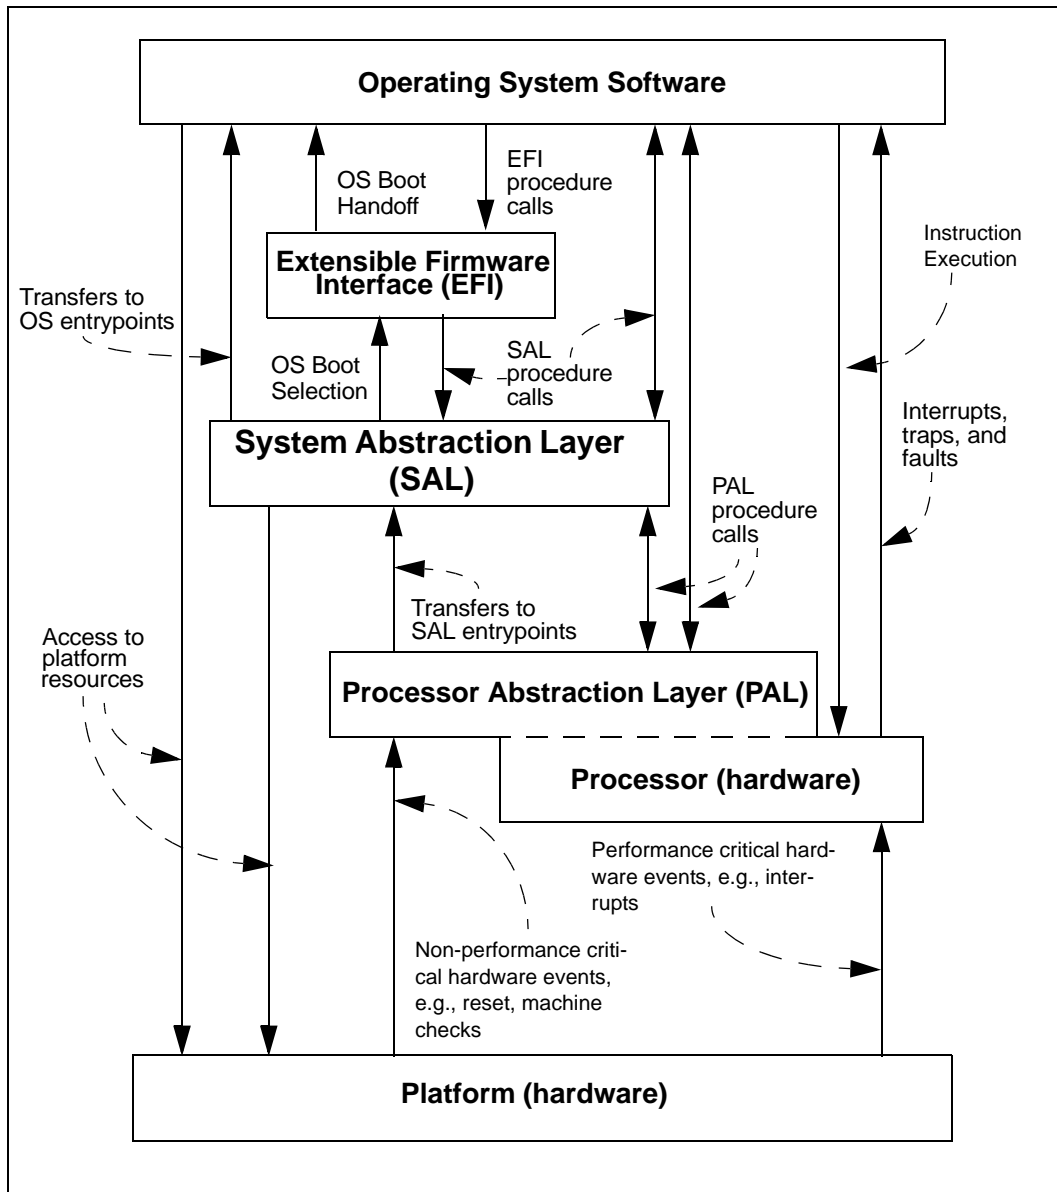 Operating System Software
EFI
procedure
calls
OS Boot
Handoff
Instruction
Execution
Extensible Firmware
Interface (EFI)
Transfers to
OS entrypoints
OS Boot
Selection
SAL
procedure
calls
Interrupts,
traps, and
faults
System Abstraction Layer
(SAL)
PAL
procedure
calls
Transfers to
SAL entrypoints
Access to
platform
resources
Processor Abstraction Layer (PAL)
Processor (hardware)
Performance critical hard-
ware events, e.g., inter-
rupts
Non-performance criti-
cal hardware events,
e.g., reset, machine
checks
Platform (hardware)